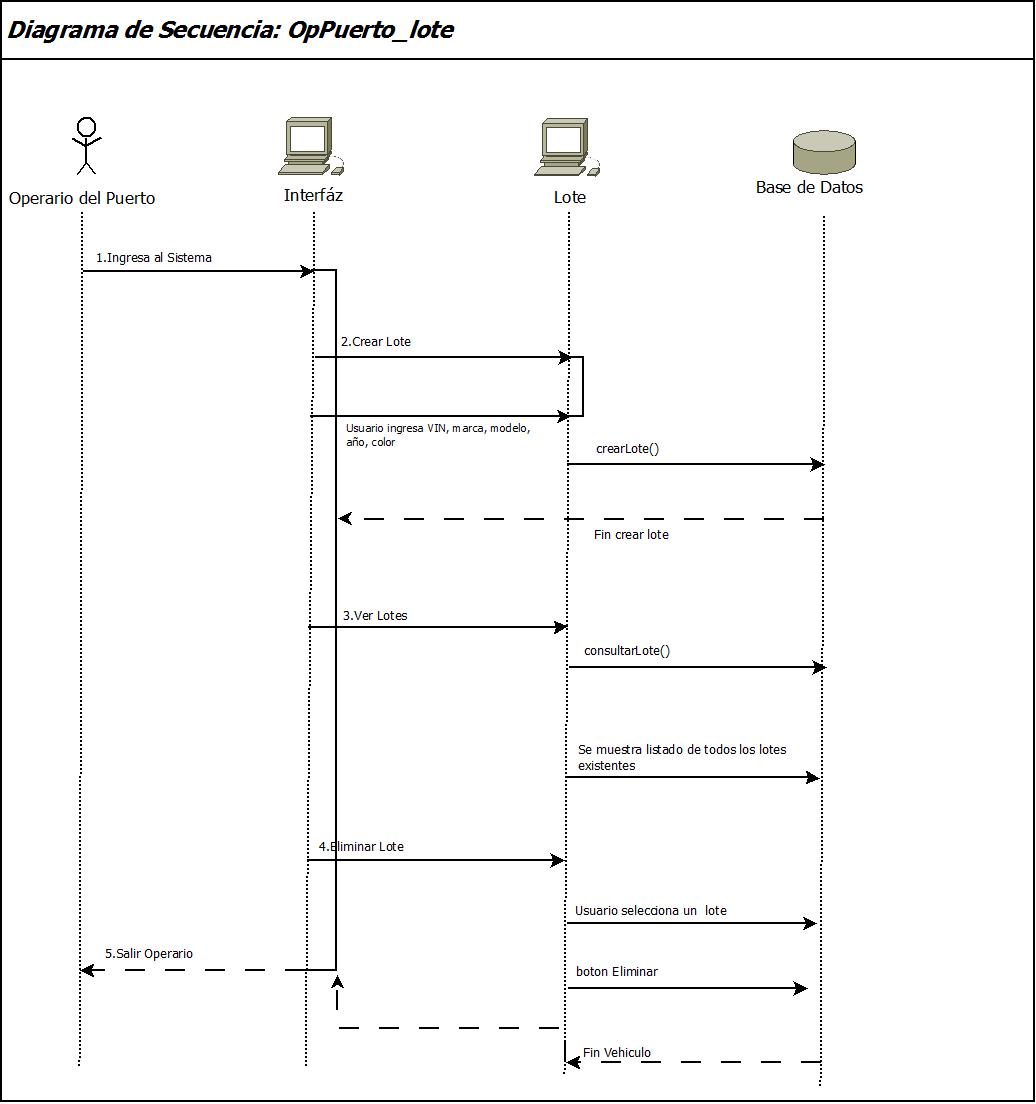 Diagrama de Secuencia: OpPuerto_lote
Operario del Puerto
Interfáz
Lote
Base de Datos
1.Ingresa al Sistema
2.Crear Lote
Usuario ingresa VIN, marca, modelo,
año, color
crearLote()
Fin crear lote
3.Ver Lotes
consultarLote()
Se muestra listado de todos los lotes
existentes
4.Eliminar Lote
Usuario selecciona un lote
5.Salir Operario
boton Eliminar
Fin Vehiculo